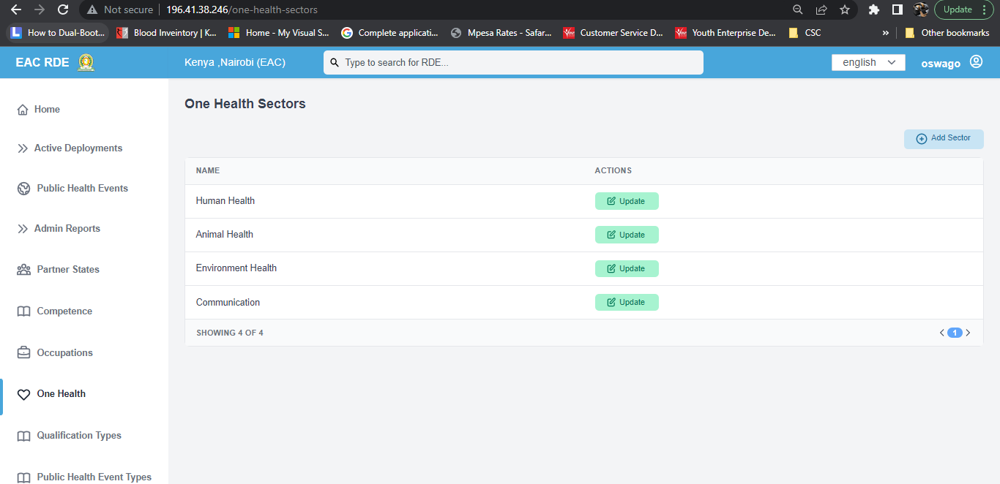 Not secure 196.41.38.246/one-health-sectors Update
How to Dual-Boot... Blood Inveintory | K... Home - My Visual S... Complete applicati... Mpesa Rates - Safar... Customer Service D... Youth Enterprise De... CSC » Other bookmarks
EAC RDE Kenya ,Nairobi (EAC) Type to search for RDE... english oswago
Home
Active Deployments
Public Health Events
Admin Reports
Partner States
Competence
Occupations
One Health
Qualification Types
Public Health Event Types
One Health Sectors
Add Sector
NAME ACTIONS
Human Health Update
Animal Health Update
Environment Health Update
Communication Update
SHOWING 4 OF 4 1